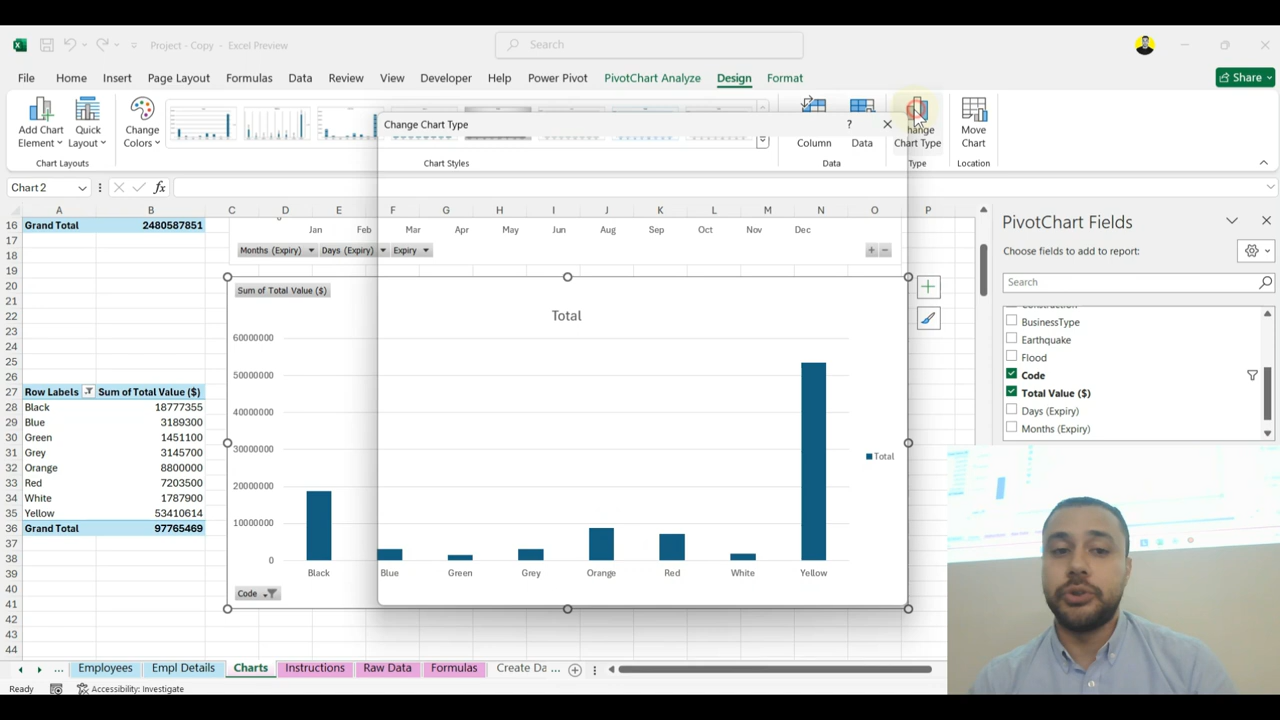 Project - Copy - Excel Preview
Search
File
Home
Insert
Page Layout
Formulas
Data
Review
View
Developer
Help
Power Pivot
PivotChart Analyze
Design
Format
Share
Add Chart
Element
Quick
Layout
Change
Colors
Column
Data
Change
Chart Type
Move
Chart
Chart Layouts
Chart Styles
Data
Type
Location
Change Chart Type
?
Chart 2
fx
A B C D E F G H I J K L M N O P
16 Grand Total 2480587851
17
18
19
20
21
22
23
24
25
26
27 Row Labels Sum of Total Value ($)
28 Black 18777355
29 Blue 3189300
30 Green 1451100
31 Grey 3145700
32 Orange 8800000
33 Red 7203500
34 White 1787900
35 Yellow 53410614
36 Grand Total 97765469
37
38
39
40
41
42
43
44
Jan Feb Mar Apr May Jun Jul Aug Sep Oct Nov Dec
Months (Expiry) Days (Expiry) Expiry
Sum of Total Value ($)
Total
60000000
50000000
40000000
30000000
20000000
10000000
0
Black Blue Green Grey Orange Red White Yellow
Total
Code
PivotChart Fields
Choose fields to add to report:
Search
Construction
BusinessType
Earthquake
Flood
Code
Total Value ($)
Days (Expiry)
Months (Expiry)
...
Employees
Empl Details
Charts
Instructions
Raw Data
Formulas
Create Da ...
Ready
Accessibility: Investigate